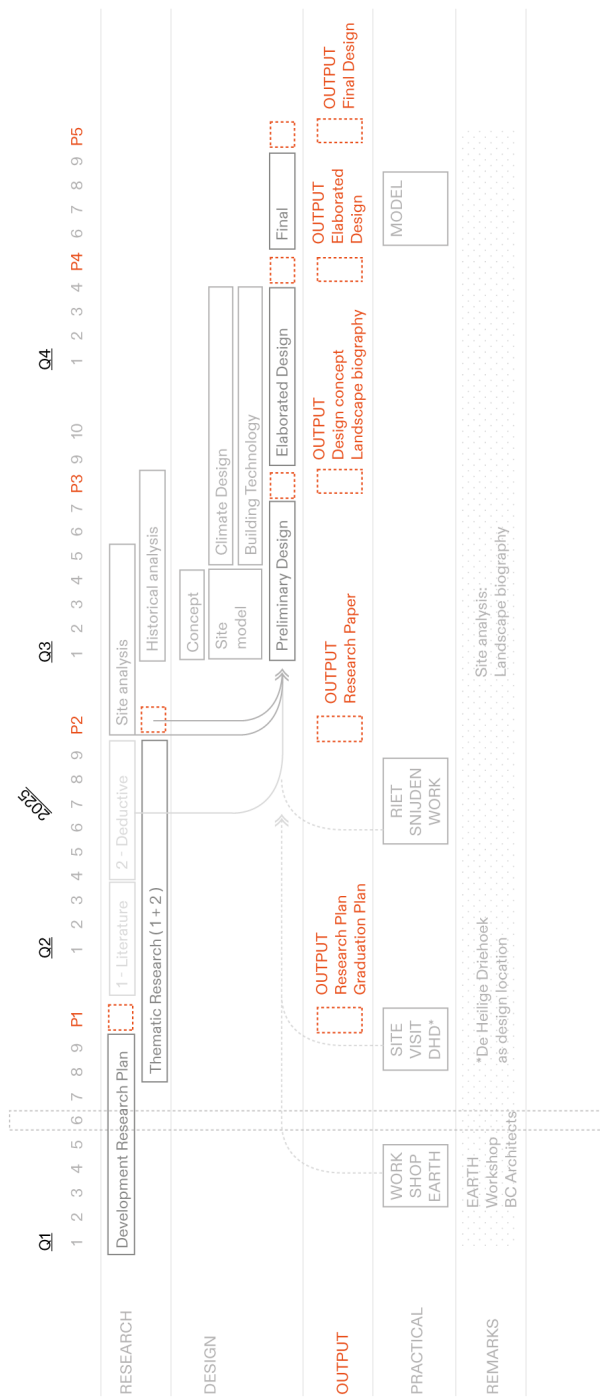 Q1
Q2
2025
Q3
Q4
1 2 3 4 5 6 7 8 9 P1 1 2 3 4 5 6 7 8 9 P2 1 2 3 4 5 6 7 P3 9 10 1 2 3 4 P4 6 7 8 9 P5
RESEARCH
Development Research Plan
1 - Literature
2 - Deductive
Site analysis
Thematic Research ( 1 + 2 )
Historical analysis
DESIGN
Concept
Site
model
Climate Design
Building Technology
Preliminary Design
Elaborated Design
Final
OUTPUT
OUTPUT
Research Plan
Graduation Plan
OUTPUT
Research Paper
OUTPUT
Design concept
Landscape biography
OUTPUT
Elaborated
Design
OUTPUT
Final Design
PRACTICAL
WORK
SHOP
EARTH
SITE
VISIT
DHD*
RIET
SNIJDEN
WORK
MODEL
REMARKS
EARTH
Workshop
BC Architects
*De Heilige Driehoek
as design location
Site analysis:
Landscape biography